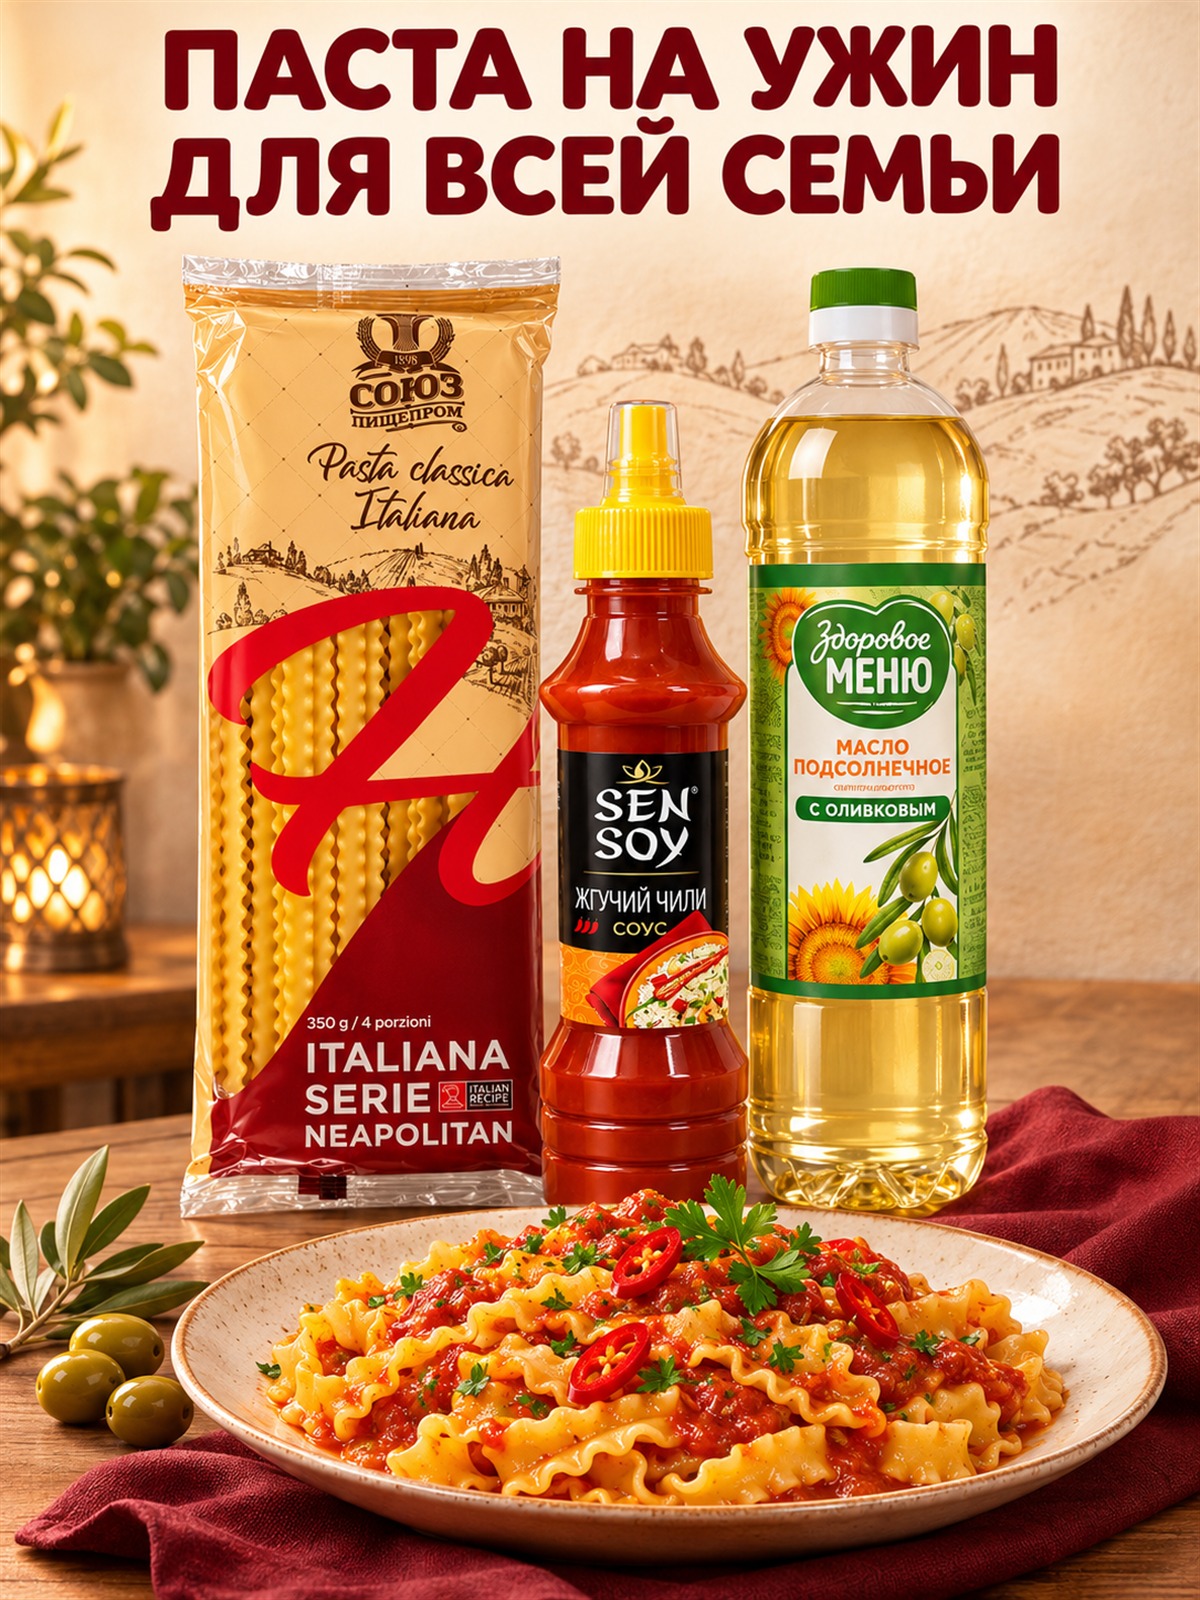 ПАСТА НА УЖИН
ДЛЯ ВСЕЙ СЕМЬИ
1898
СОЮЗ
ПИЩЕПРОМ
Pasta classica
Italiana
350 g / 4 porzioni
ITALIANA
SERIE
ITALIAN
RECIPE
NEAPOLITAN
SEN
SOY
ЖГУЧИЙ ЧИЛИ
СОУС
Здоровое
МЕНЮ
МАСЛО
ПОДСОЛНЕЧНОЕ
С ОЛИВКОВЫМ